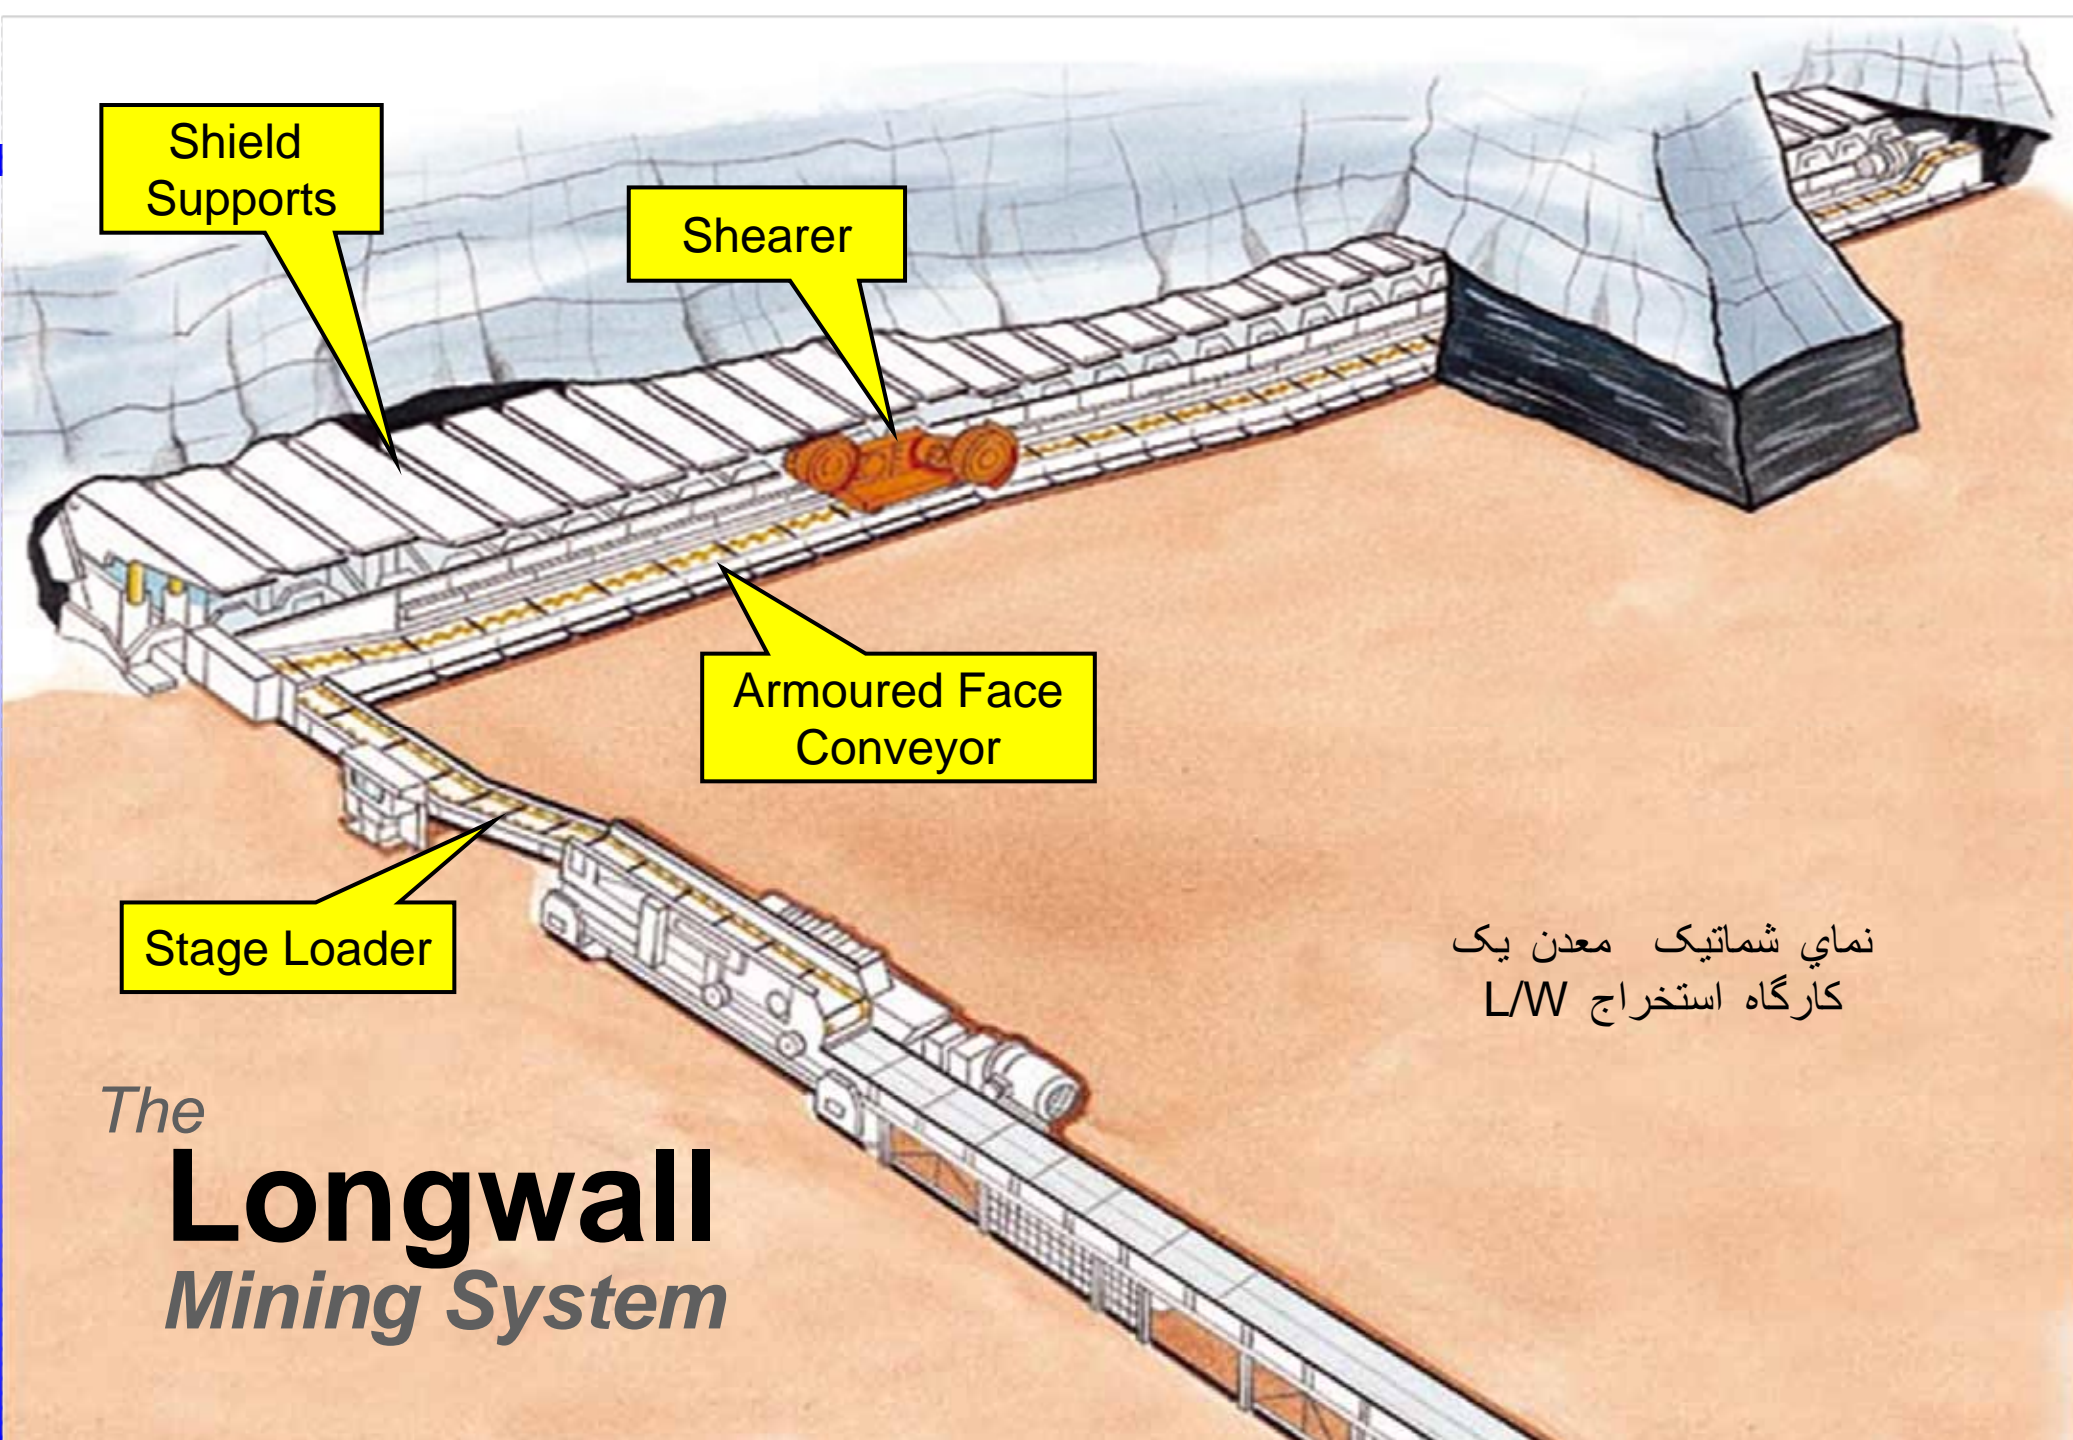 Shield
Supports
Shearer
Armoured Face
Conveyor
Stage Loader
نماي شماتيک معدن يک
کارگاه استخراج L/W
The
Longwall
Mining System